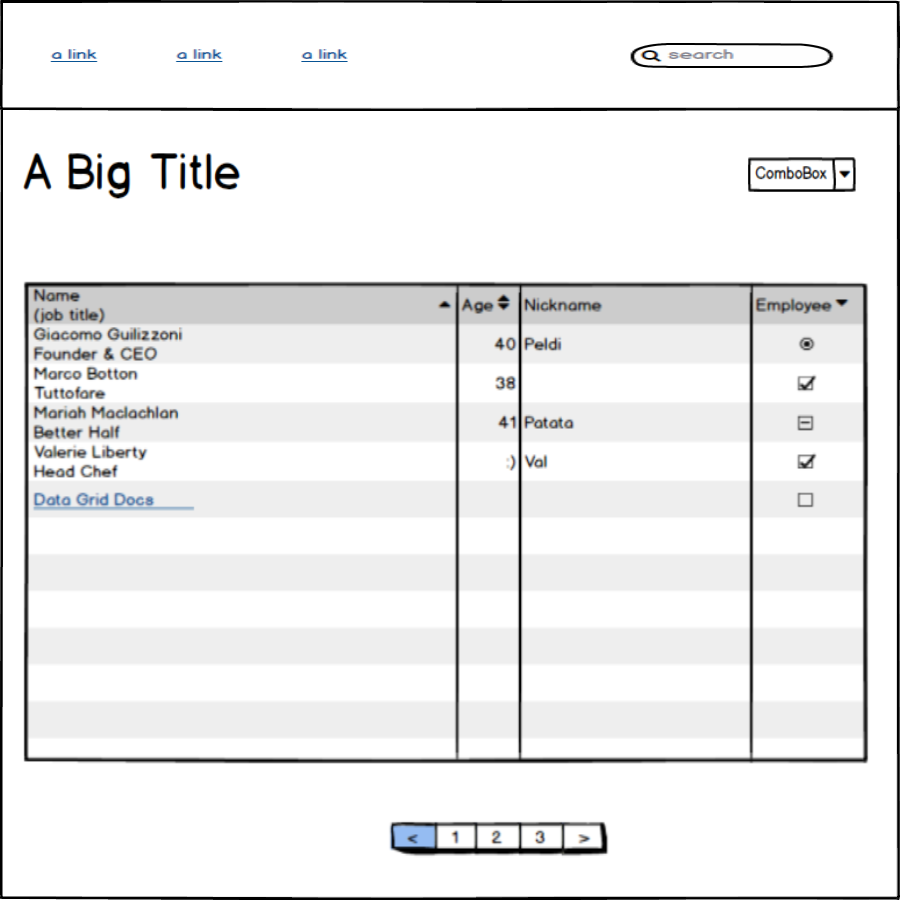 a link a link a link search
A Big Title ComboBox
Name
(job title) Age Nickname Employee
Giacomo Guilizzoni
Founder & CEO 40 Peldi
Marco Botton
Tuttofare 38
Mariah Maclachlan
Better Half 41 Patata
Valerie Liberty
Head Chef :) Val
Data Grid Docs
< 1 2 3 >